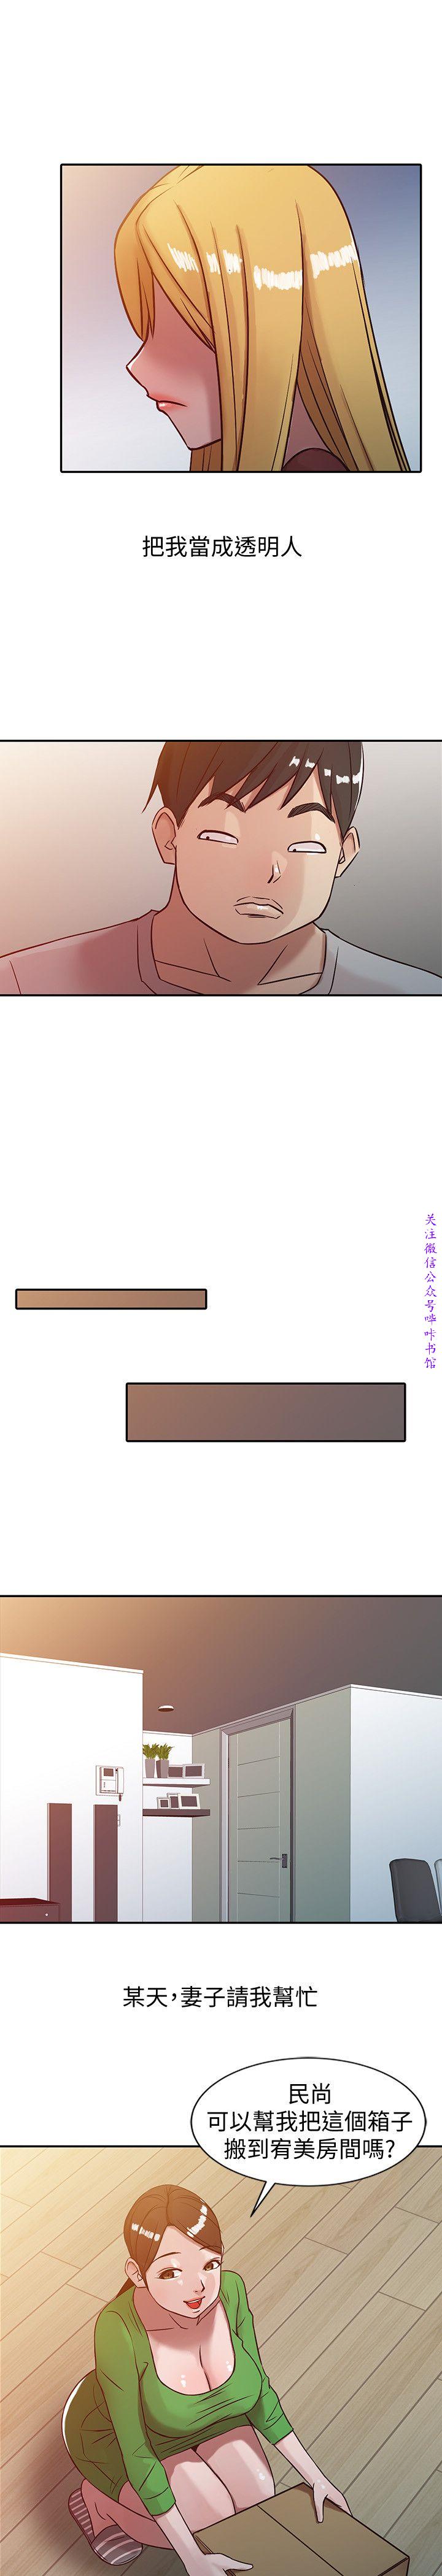 把我當成透明人
关注微信公众号哔咔书馆
某天，妻子請我幫忙
民尚
可以幫我把這個箱子
搬到宥美房間嗎?